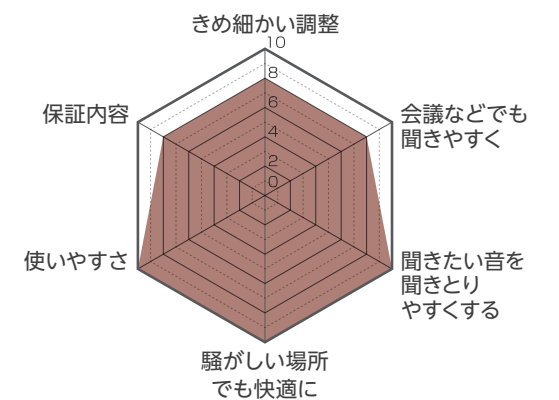 きめ細かい調整
10
8
6
4
2
0
保証内容
会議などでも
聞きやすく
使いやすさ
聞きたい音を
聞きとり
やすくする
騒がしい場所
でも快適に